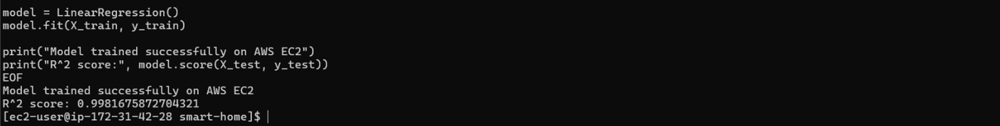 model = LinearRegression()
model.fit(X_train, y_train)
print("Model trained successfully on AWS EC2")
print("R^2 score:", model.score(X_test, y_test))
EOF
Model trained successfully on AWS EC2
R^2 score: 0.9981675872704321
[ec2-user@ip-172-31-42-28 smart-home]$